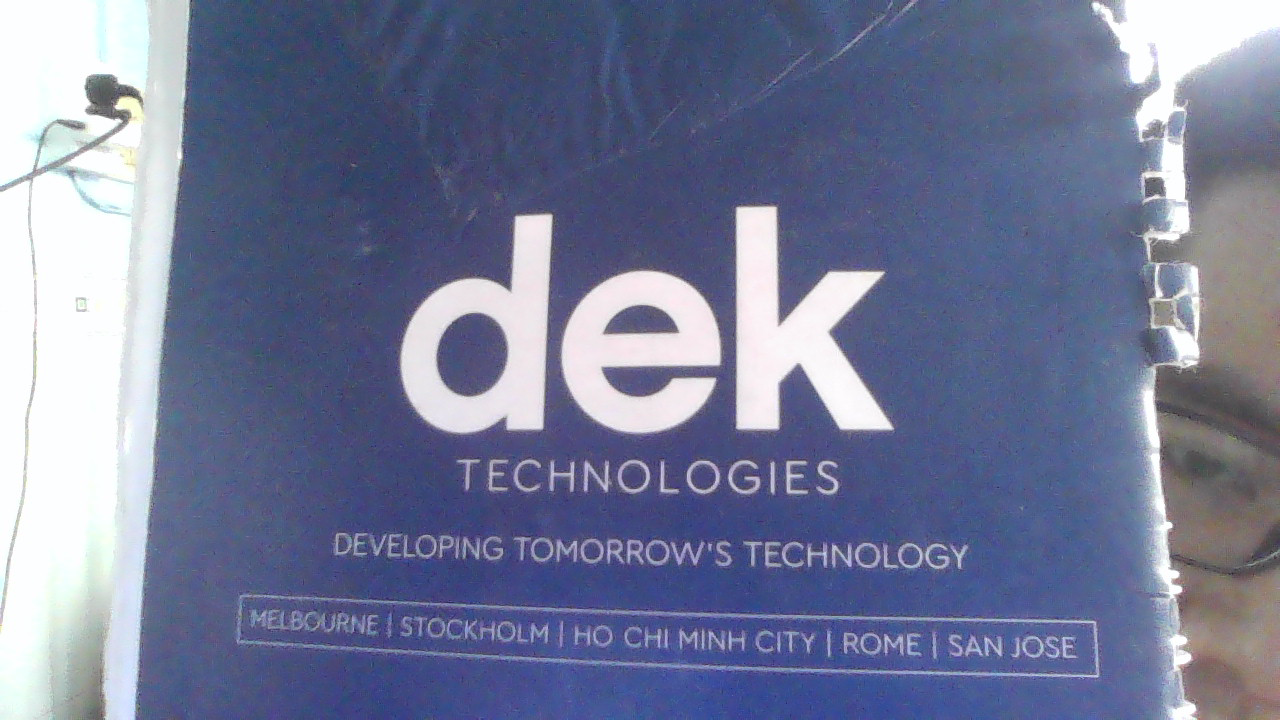 dek
TECHNOLOGIES
DEVELOPING TOMORROW'S TECHNOLOGY
MELBOURNE | STOCKHOLM | HO CHI MINH CITY | ROME | SAN JOSE